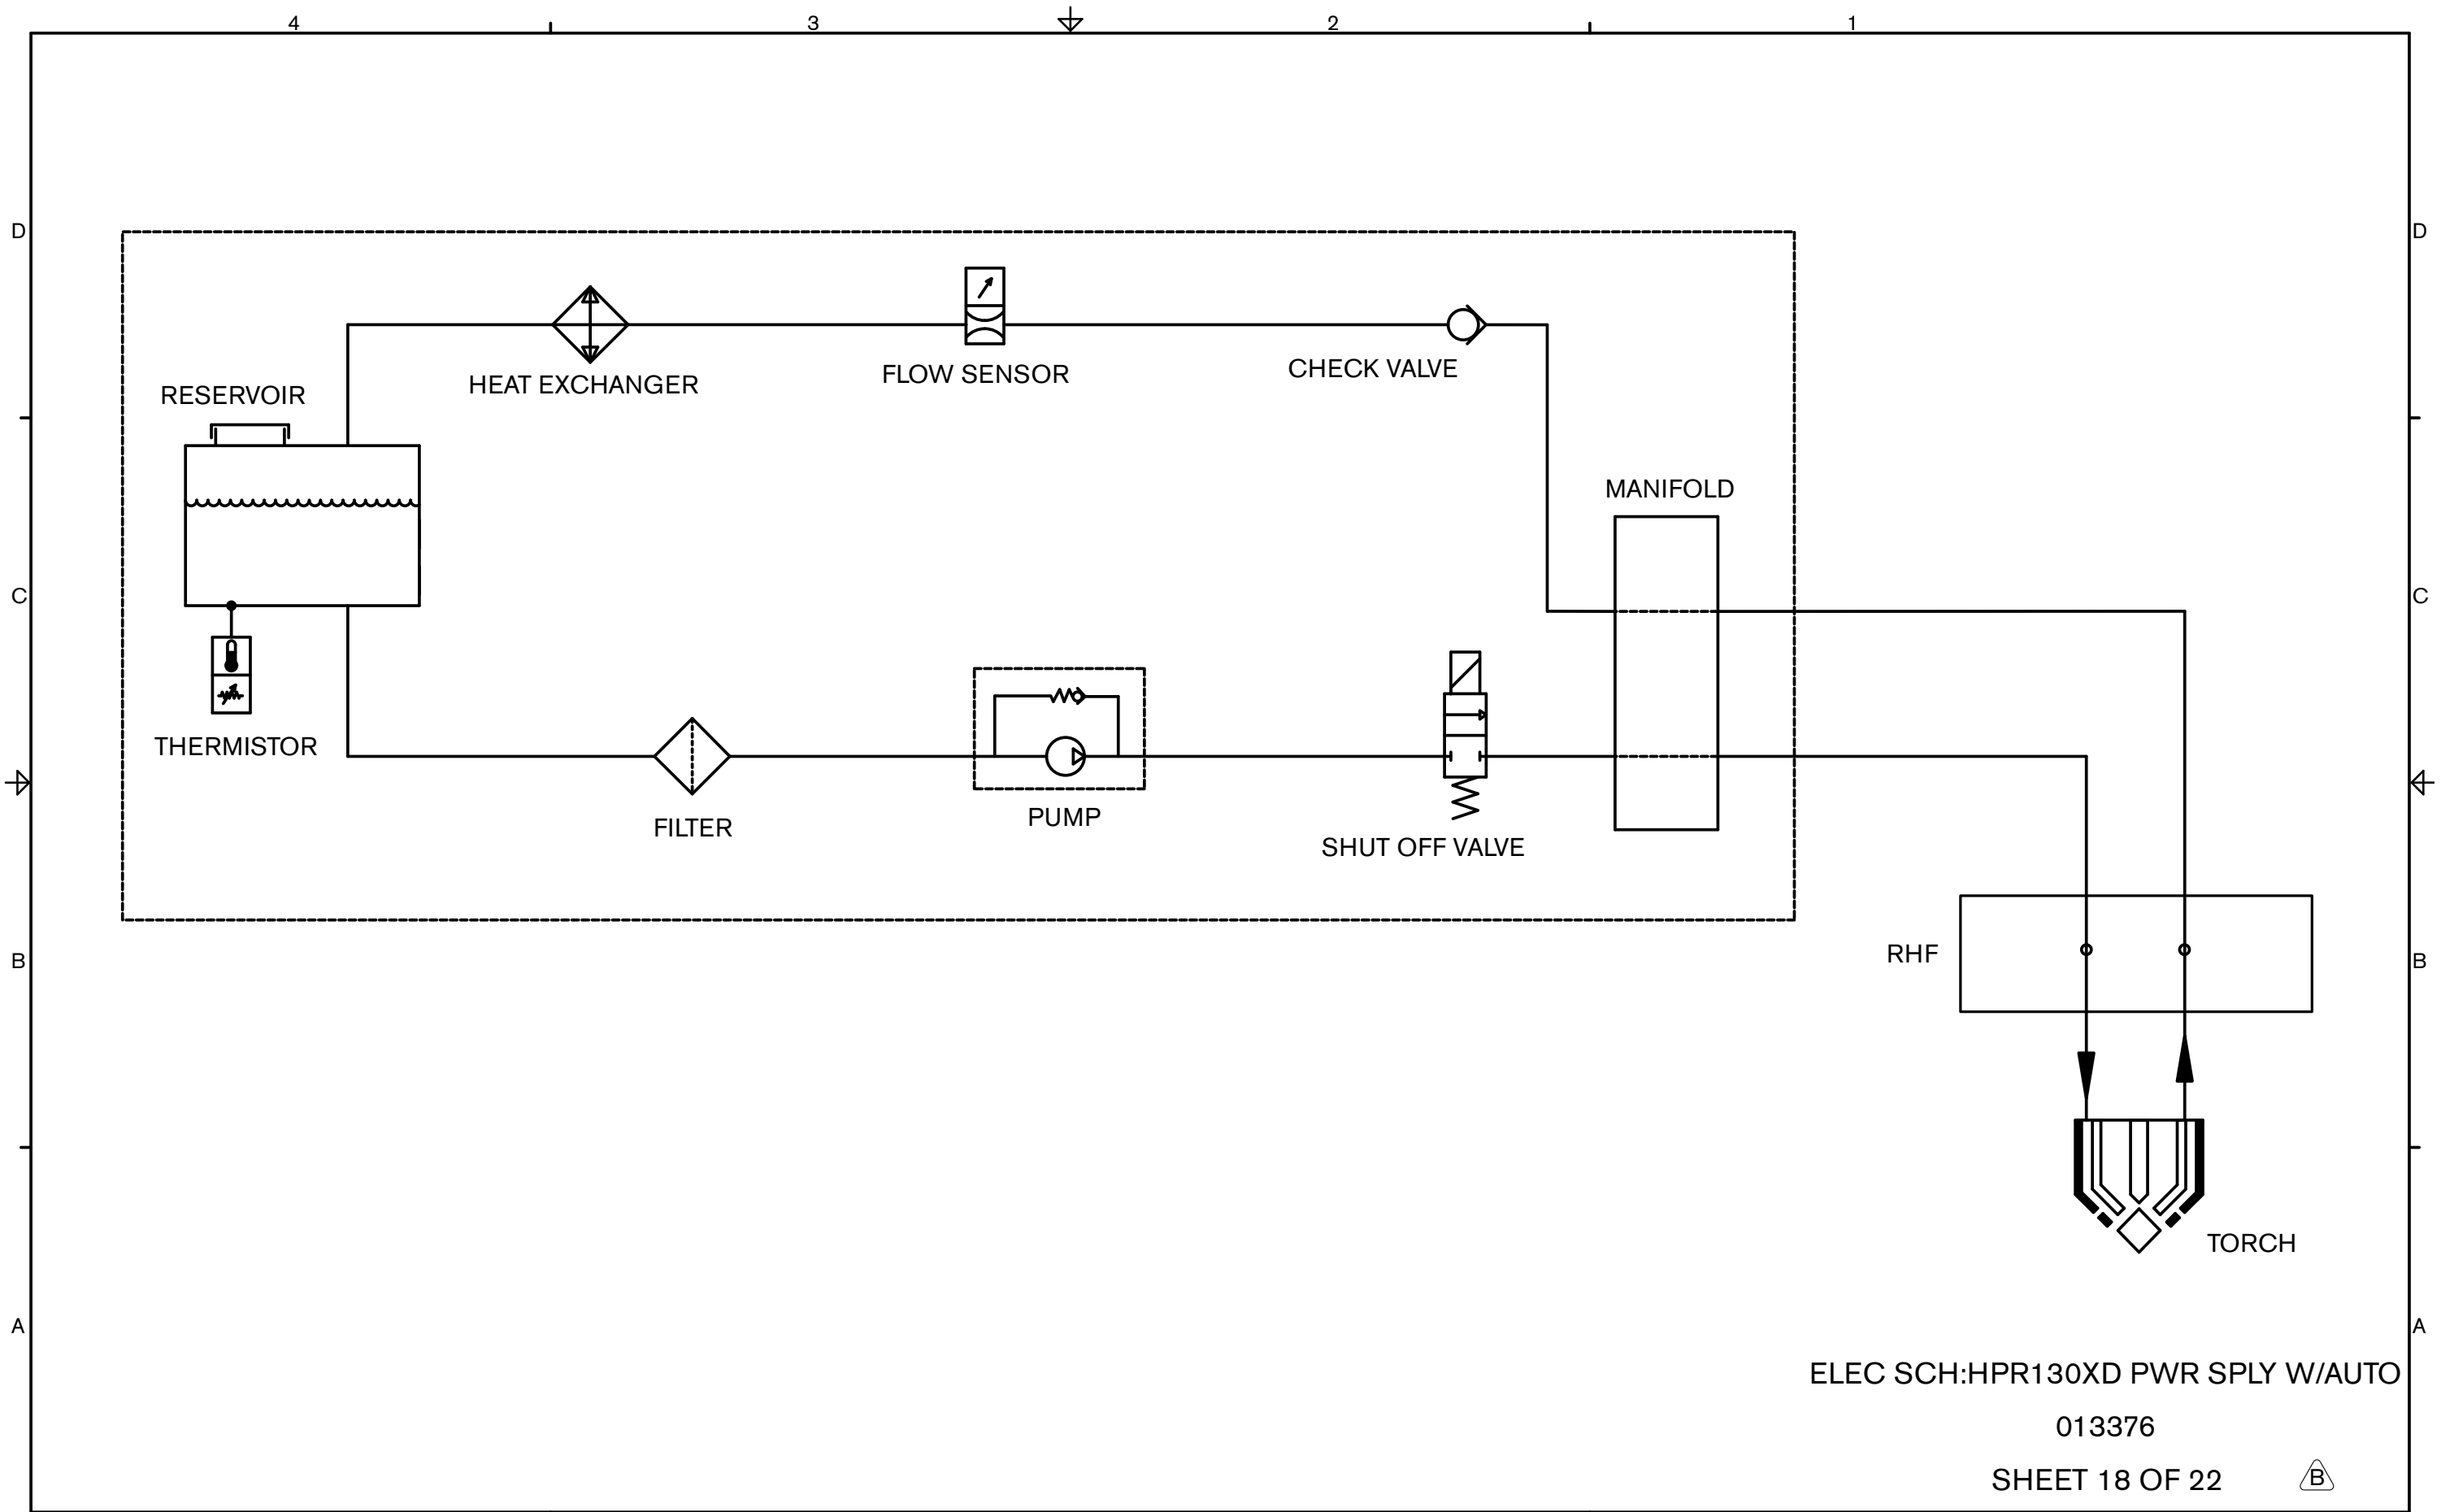 4 3 2 1
D D
RESERVOIR
HEAT EXCHANGER
FLOW SENSOR
CHECK VALVE
MANIFOLD
C C
THERMISTOR
FILTER
PUMP
SHUT OFF VALVE
RHF
B B
TORCH
A A
ELEC SCH:HPR130XD PWR SPLY W/AUTO
013376
SHEET 18 OF 22 B